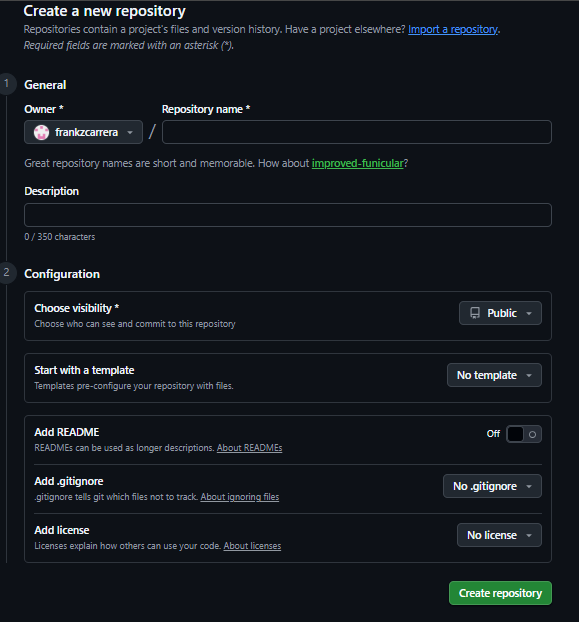 Create a new repository
Repositories contain a project's files and version history. Have a project elsewhere? Import a repository.
Required fields are marked with an asterisk (*).
1
General
Owner *
Repository name *
frankzcarrera
/
Great repository names are short and memorable. How about improved-funicular?
Description
0 / 350 characters
2
Configuration
Choose visibility *
Choose who can see and commit to this repository
Public
Start with a template
Templates pre-configure your repository with files.
No template
Add README
READMEs can be used as longer descriptions. About READMEs
Off
Add .gitignore
.gitignore tells git which files not to track. About ignoring files
No .gitignore
Add license
Licenses explain how others can use your code. About licenses
No license
Create repository